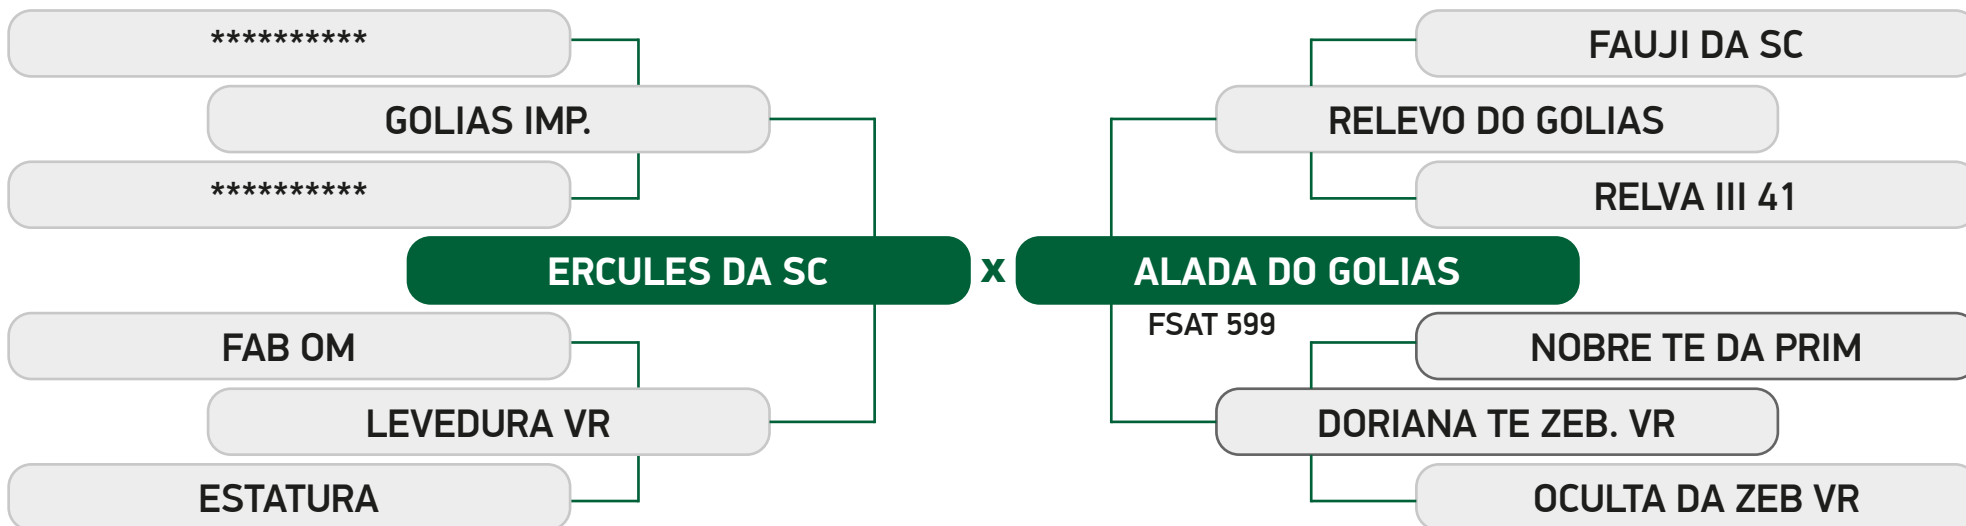 **********
GOLIAS IMP.
**********
ERCULES DA SC
FAB OM
LEVEDURA VR
ESTATURA
x
FAUJI DA SC
RELEVO DO GOLIAS
RELVA III 41
ALADA DO GOLIAS
FSAT 599
NOBRE TE DA PRIM
DORIANA TE ZEB. VR
OCULTA DA ZEB VR